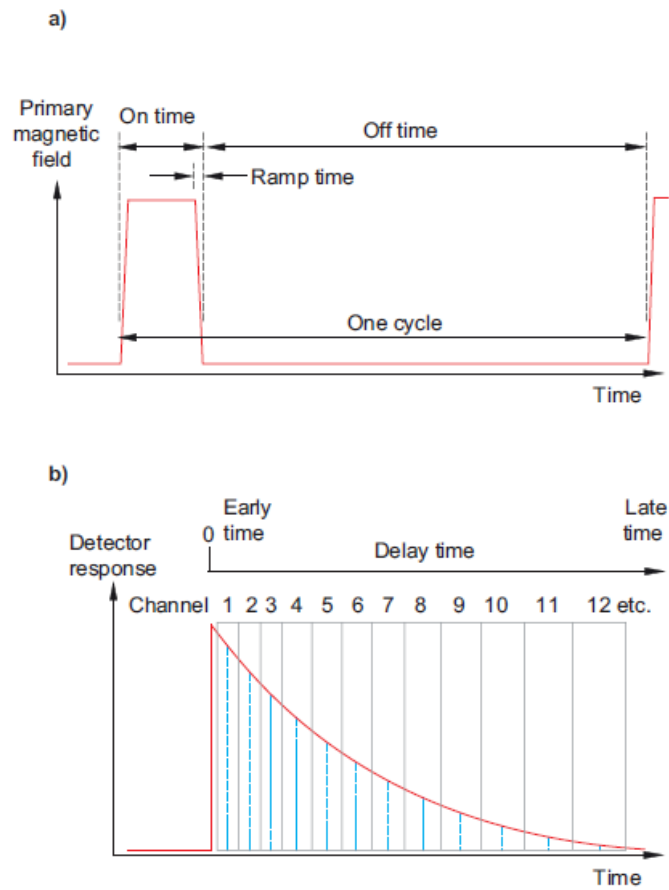 a)
Primary
magnetic
field
On time
Off time
Ramp time
One cycle
Time
b)
Early
time
Late
time
0
Delay time
Detector
response
Channel 1 2 3 4 5 6 7 8 9 10 11 12 etc.
Time